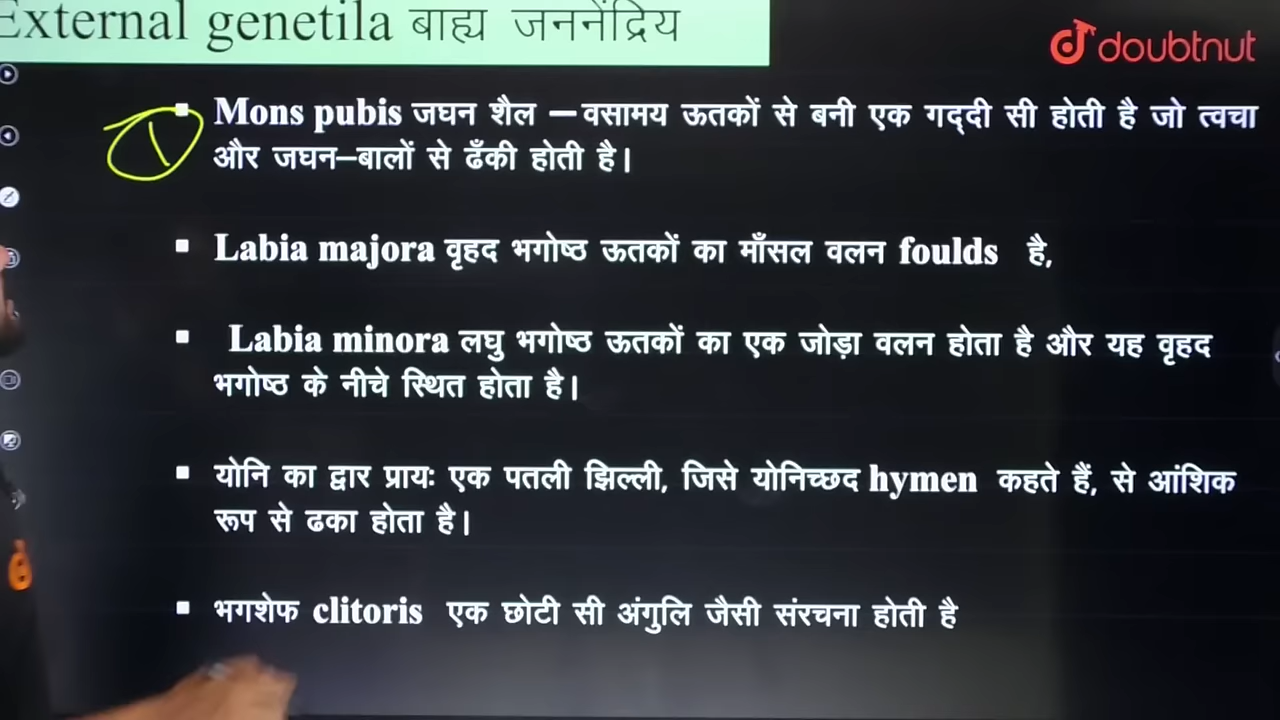 External genetila बाह्य जननेंद्रिय
doubtnut
Mons pubis जघन शैल – वसामय ऊतकों से बनी एक गद्दी सी होती है जो त्वचा
और जघन–बालों से ढँकी होती है।
Labia majora वृहद भगोष्ठ ऊतकों का माँसल वलन foulds है,
Labia minora लघु भगोष्ठ ऊतकों का एक जोड़ा वलन होता है और यह वृहद
भगोष्ठ के नीचे स्थित होता है।
योनि का द्वार प्रायः एक पतली झिल्ली, जिसे योनिच्छद hymen कहते हैं, से आंशिक
रूप से ढका होता है।
भगशेफ clitoris एक छोटी सी अंगुलि जैसी संरचना होती है